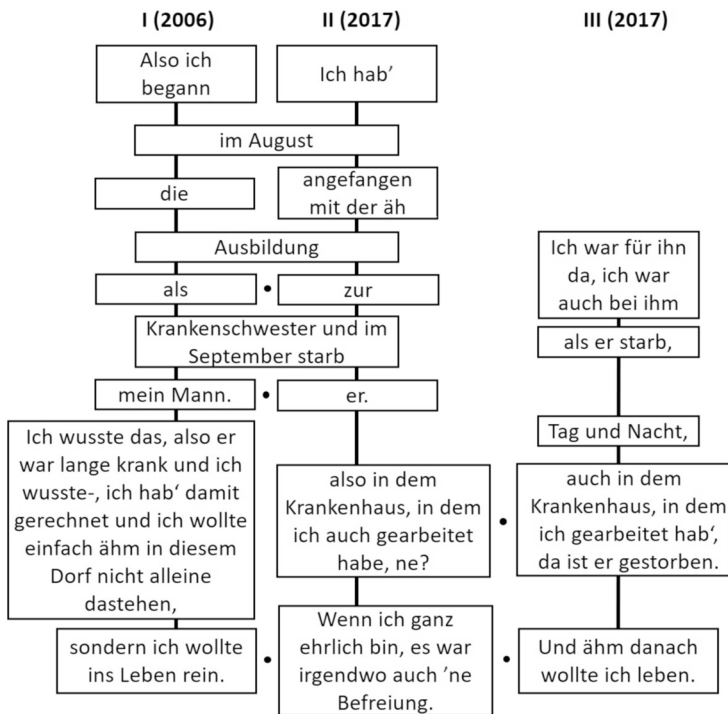 I (2006)
II (2017)
III (2017)
Also ich
begann
Ich hab’
im August
die
angefangen
mit der äh
Ausbildung
als
•
zur
Krankenschwester und im
September starb
mein Mann.
•
er.
Ich wusste das, also er
war lange krank und ich
wusste-, ich hab‘ damit
gerechnet und ich wollte
einfach ähm in diesem
Dorf nicht alleine
dastehen,
also in dem
Krankenhaus, in dem
ich auch gearbeitet
habe, ne?
•
sondern ich wollte
ins Leben rein.
•
Wenn ich ganz
ehrlich bin, es war
irgendwo auch ’ne
Befreiung.
•
Ich war für ihn
da, ich war
auch bei ihm
als er starb,
Tag und Nacht,
auch in dem
Krankenhaus, in dem
ich gearbeitet hab‘,
da ist er gestorben.
Und ähm danach
wollte ich leben.